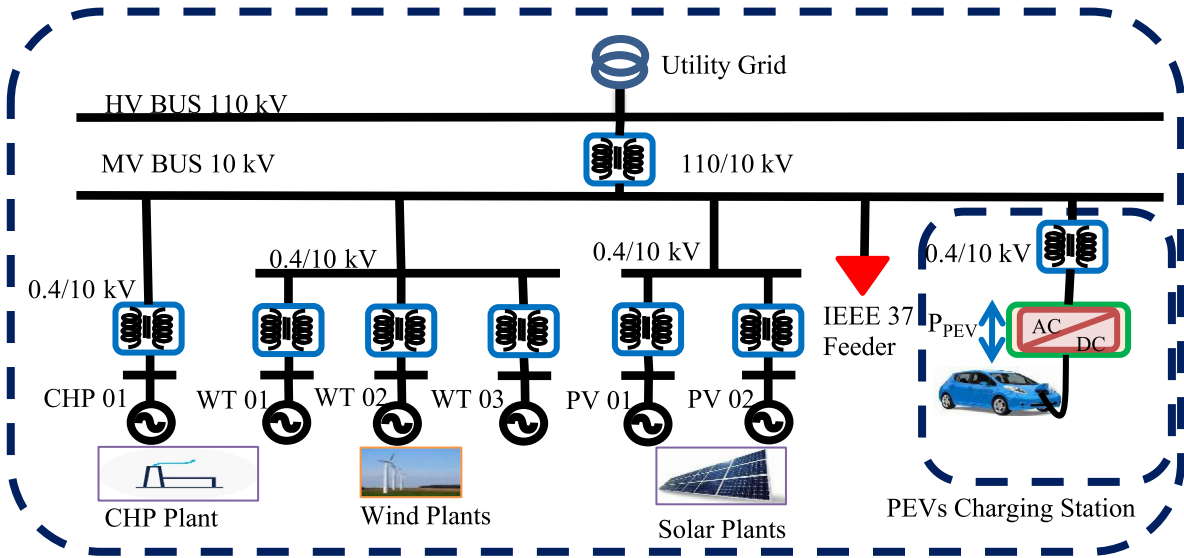 Utility Grid
HV BUS 110 kV
MV BUS 10 kV
110/10 kV
0.4/10 kV
0.4/10 kV
0.4/10 kV
0.4/10 kV
IEEE 37
Feeder
P_PEV
AC
DC
CHP 01
WT 01
WT 02
WT 03
PV 01
PV 02
CHP Plant
Wind Plants
Solar Plants
PEVs Charging Station